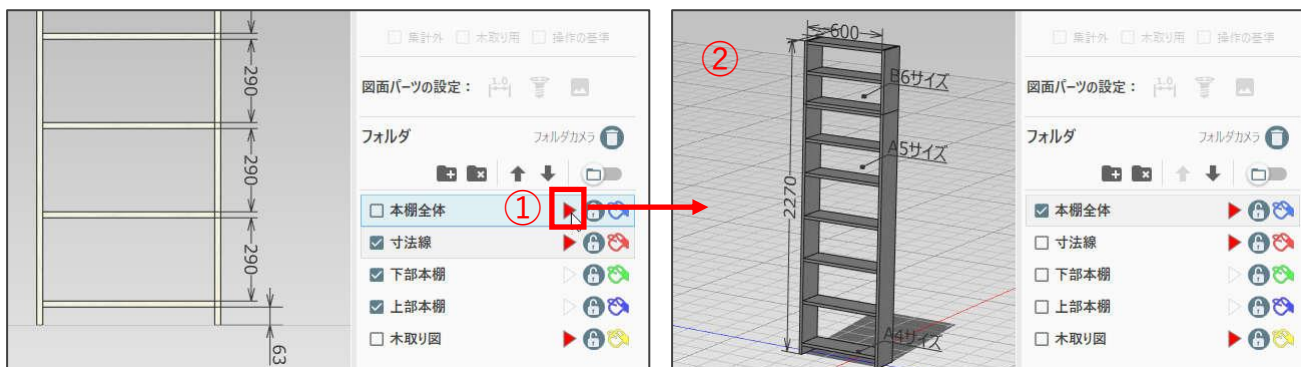 集計外 木取り用 操作の基準
図面パーツの設定：
1.0
フォルダ フォルダカメラ
① 本棚全体
寸法線
下部本棚
上部本棚
木取り図
290
290
290
63
②
600
2270
B6サイズ
A5サイズ
A4サイズ
集計外 木取り用 操作の基準
図面パーツの設定：
1.0
フォルダ フォルダカメラ
本棚全体
寸法線
下部本棚
上部本棚
木取り図